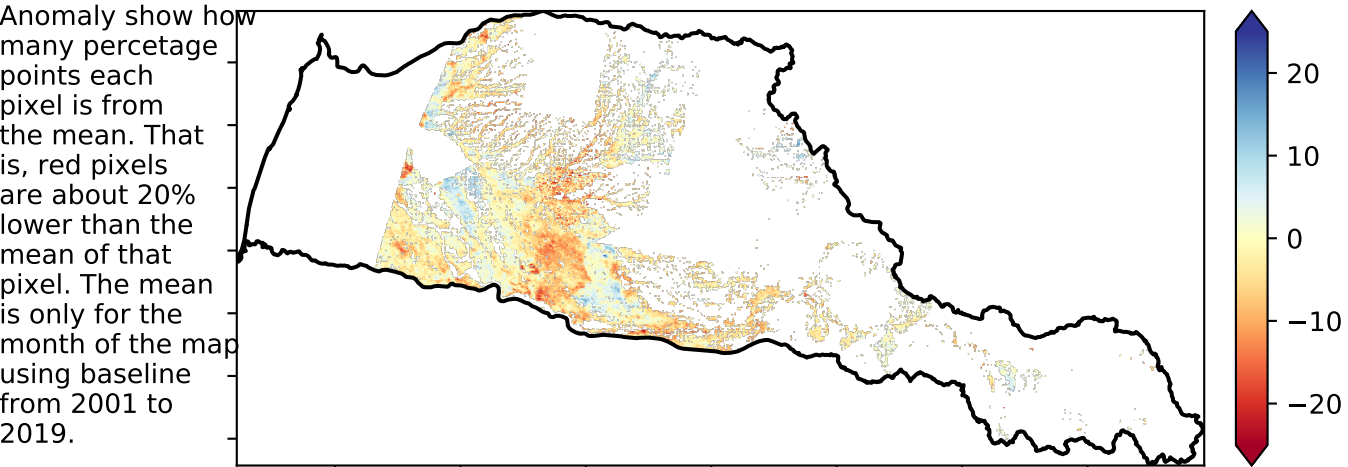 Anomaly show how
many percetage
points each
pixel is from
the mean. That
is, red pixels
are about 20%
lower than the
mean of that
pixel. The mean
is only for the
month of the map
using baseline
from 2001 to
2019.
20
10
0
−10
−20